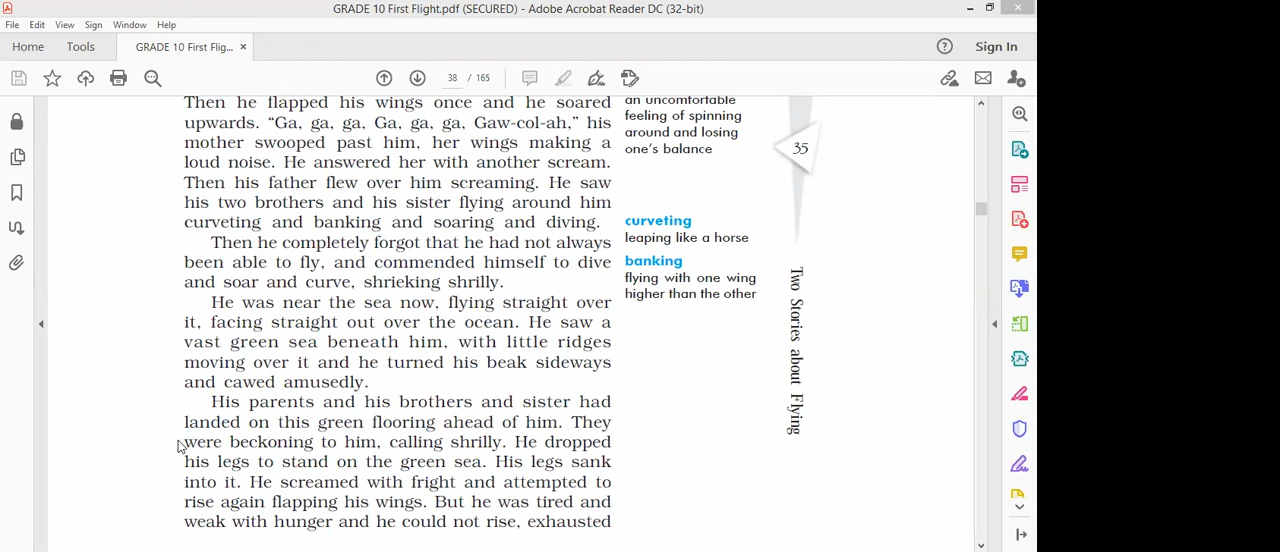 GRADE 10 First Flight.pdf (SECURED) - Adobe Acrobat Reader DC (32-bit)
File Edit View Sign Window Help
Home Tools GRADE 10 First Flig... × Sign In
38 / 165
Then he flapped his wings once and he soared
upwards. “Ga, ga, ga, Ga, ga, ga, Gaw-col-ah,” his
mother swooped past him, her wings making a
loud noise. He answered her with another scream.
Then his father flew over him screaming. He saw
his two brothers and his sister flying around him
curveting and banking and soaring and diving.
Then he completely forgot that he had not always
been able to fly, and commended himself to dive
and soar and curve, shrieking shrilly.
He was near the sea now, flying straight over
it, facing straight out over the ocean. He saw a
vast green sea beneath him, with little ridges
moving over it and he turned his beak sideways
and cawed amusedly.
His parents and his brothers and sister had
landed on this green flooring ahead of him. They
were beckoning to him, calling shrilly. He dropped
his legs to stand on the green sea. His legs sank
into it. He screamed with fright and attempted to
rise again flapping his wings. But he was tired and
weak with hunger and he could not rise, exhausted
an uncomfortable
feeling of spinning
around and losing
one’s balance
curveting
leaping like a horse
banking
flying with one wing
higher than the other
35
Two Stories about Flying